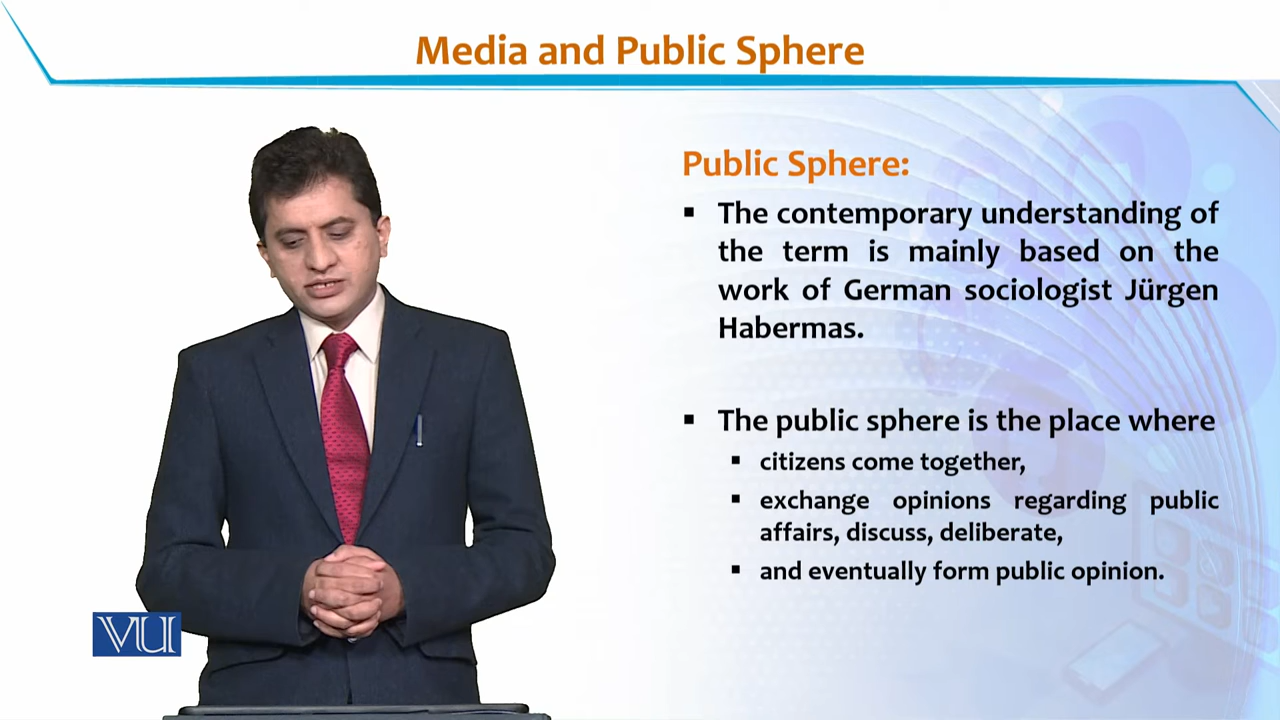 Media and Public Sphere
Public Sphere:
▪ The contemporary understanding of
the term is mainly based on the
work of German sociologist Jürgen
Habermas.
▪ The public sphere is the place where
▪ citizens come together,
▪ exchange opinions regarding public
affairs, discuss, deliberate,
▪ and eventually form public opinion.
VU